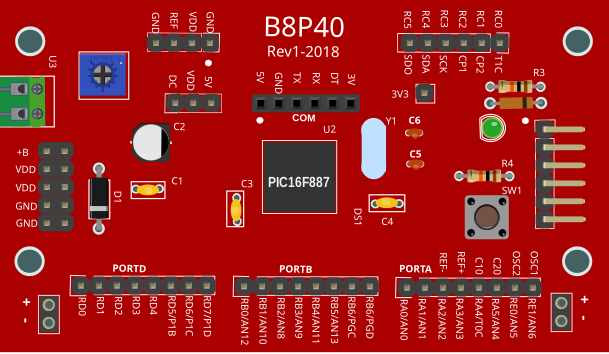 B8P40
Rev1-2018
GND
REF
VDD
GND
RC5
RC4
RC3
RC2
RC1
RC0
SDO
SDA
SCK
CP1
CP2
T1C
U3
DC
VDD
5V
5V
GND
TX
RX
DT
3V
COM
3V3
R3
C2
U2
Y1
C6
C5
R4
SW1
+B
VDD
VDD
GND
GND
D1
C1
C3
PIC16F887
DS1
C4
PORTD
RD0
RD1
RD2
RD3
RD4
RD5/P1B
RD6/P1C
RD7/P1D
PORTB
RB0/AN12
RB1/AN10
RB2/AN8
RB3/AN9
RB4/AN11
RB5/AN13
RB6/PGC
RB6/PGD
PORTA
REF-
REF+
C10
C20
OSC2
OSC1
RA0/AN0
RA1/AN1
RA2/AN2
RA3/AN3
RA4/T0C
RA5/AN4
RE0/AN5
RE1/AN6
+
-
+
-